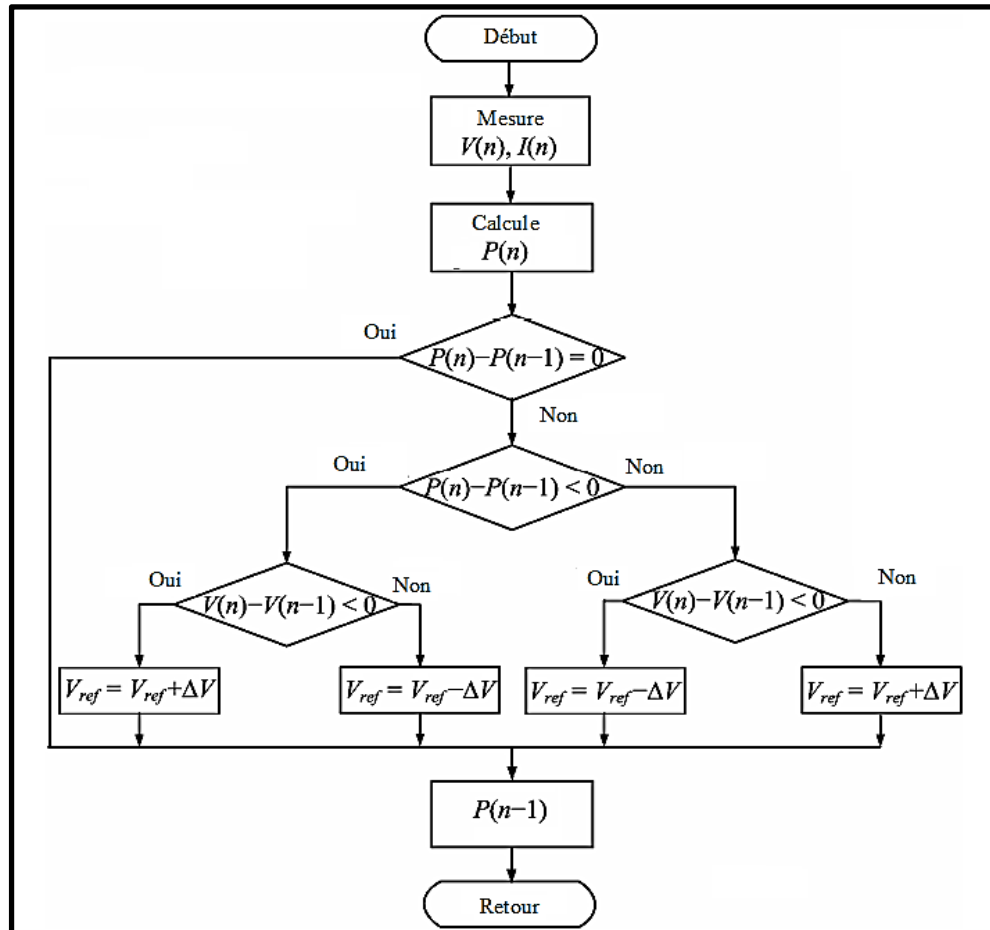 Début
Mesure
V(n), I(n)
Calcule
P(n)
Oui
P(n)−P(n−1) = 0
Non
Oui
P(n)−P(n−1) < 0
Non
Oui
V(n)−V(n−1) < 0
Non
Oui
V(n)−V(n−1) < 0
Non
Vref = Vref+ΔV
Vref = Vref−ΔV
Vref = Vref−ΔV
Vref = Vref+ΔV
P(n−1)
Retour